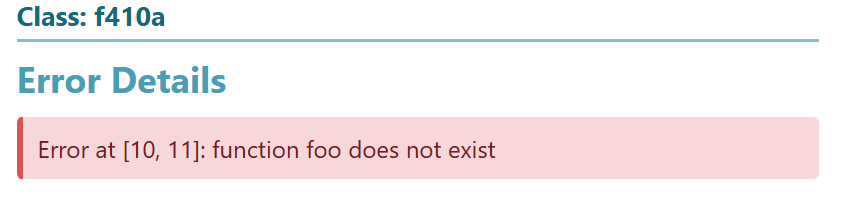 Class: f410a
Error Details
Error at [10, 11]: function foo does not exist